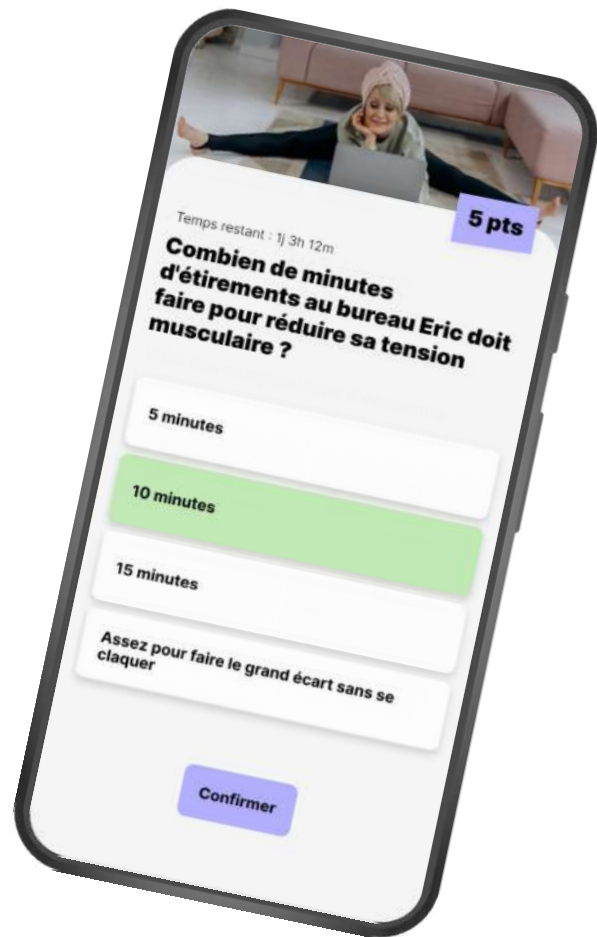 5 pts
Temps restant : 1j 3h 12m
Combien de minutes
d'étirements au bureau Eric doit
faire pour réduire sa tension
musculaire ?
5 minutes
10 minutes
15 minutes
Assez pour faire le grand écart sans se
claquer
Confirmer